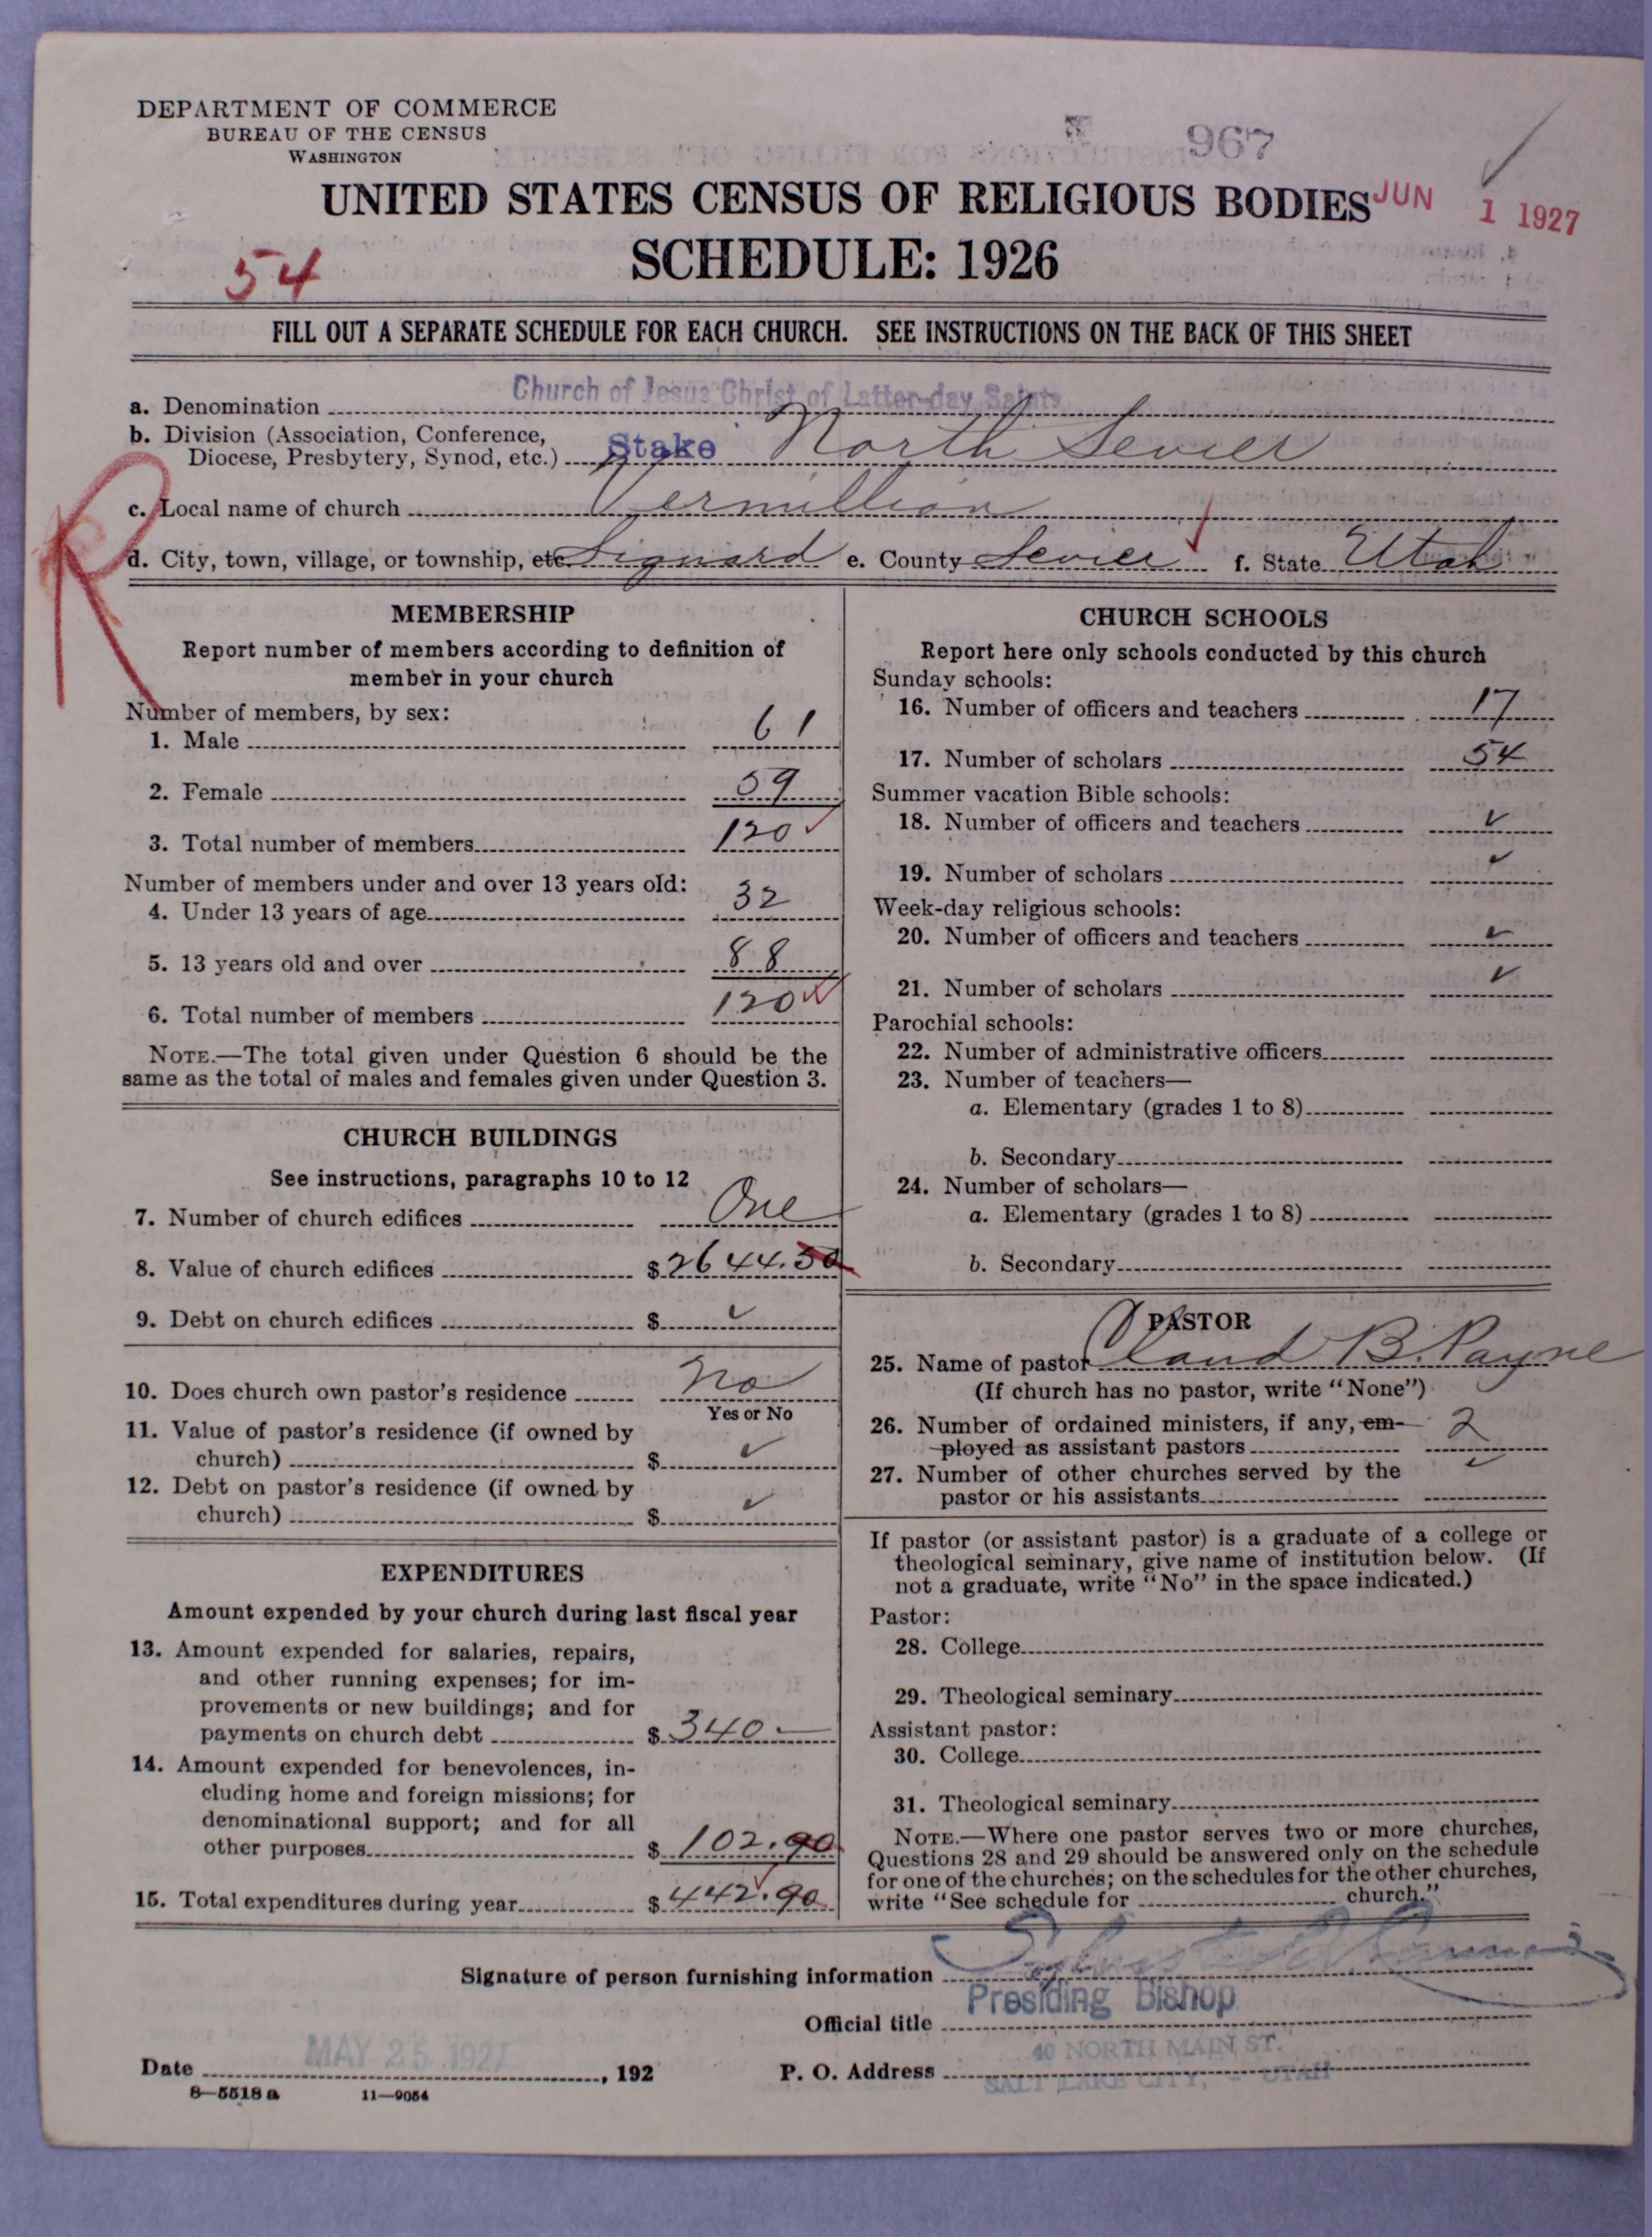 DEPARTMENT OF COMMERCE
BUREAU OF THE CENSUS
WASHINGTON
967
UNITED STATES CENSUS OF RELIGIOUS BODIES
JUN 1 1927
SCHEDULE: 1926
54
FILL OUT A SEPARATE SCHEDULE FOR EACH CHURCH. SEE INSTRUCTIONS ON THE BACK OF THIS SHEET
a. Denomination Church of Jesus Christ of Latter-day Saints
b. Division (Association, Conference,
Diocese, Presbytery, Synod, etc.) Stake North Sevier
R
c. Local name of church Vermillion
d. City, town, village, or township, etc. Sigurard e. County Sevier f. State Utah
MEMBERSHIP
Report number of members according to definition of
member in your church
Number of members, by sex:
1. Male 61
2. Female 59
3. Total number of members 120
Number of members under and over 13 years old:
4. Under 13 years of age 32
5. 13 years old and over 88
6. Total number of members 120
NOTE.—The total given under Question 6 should be the
same as the total of males and females given under Question 3.
CHURCH BUILDINGS
See instructions, paragraphs 10 to 12
7. Number of church edifices One
8. Value of church edifices $ 2644.50
9. Debt on church edifices $ ✓
10. Does church own pastor's residence No
Yes or No
11. Value of pastor's residence (if owned by
church) $ ✓
12. Debt on pastor's residence (if owned by
church) $ ✓
EXPENDITURES
Amount expended by your church during last fiscal year
13. Amount expended for salaries, repairs,
and other running expenses; for im-
provements or new buildings; and for
payments on church debt $ 340 —
14. Amount expended for benevolences, in-
cluding home and foreign missions; for
denominational support; and for all
other purposes $ 102.90
15. Total expenditures during year $ 442.90
CHURCH SCHOOLS
Report here only schools conducted by this church
Sunday schools:
16. Number of officers and teachers 17
17. Number of scholars 54
Summer vacation Bible schools:
18. Number of officers and teachers ✓
19. Number of scholars ✓
Week-day religious schools:
20. Number of officers and teachers ✓
21. Number of scholars ✓
Parochial schools:
22. Number of administrative officers
23. Number of teachers—
a. Elementary (grades 1 to 8)
b. Secondary
24. Number of scholars—
a. Elementary (grades 1 to 8)
b. Secondary
PASTOR
25. Name of pastor Claud B. Payne
(If church has no pastor, write "None")
26. Number of ordained ministers, if any, em-
ployed as assistant pastors 2
27. Number of other churches served by the
pastor or his assistants ✓
If pastor (or assistant pastor) is a graduate of a college or
theological seminary, give name of institution below. (If
not a graduate, write "No" in the space indicated.)
Pastor:
28. College
29. Theological seminary
Assistant pastor:
30. College
31. Theological seminary
NOTE.—Where one pastor serves two or more churches,
Questions 28 and 29 should be answered only on the schedule
for one of the churches; on the schedules for the other churches,
write "See schedule for church."
Signature of person furnishing information
Official title Presiding Bishop
Date MAY 25 1927, 192
P. O. Address 40 NORTH MAIN ST.
SALT LAKE CITY, - UTAH
8—5518 a 11—9054